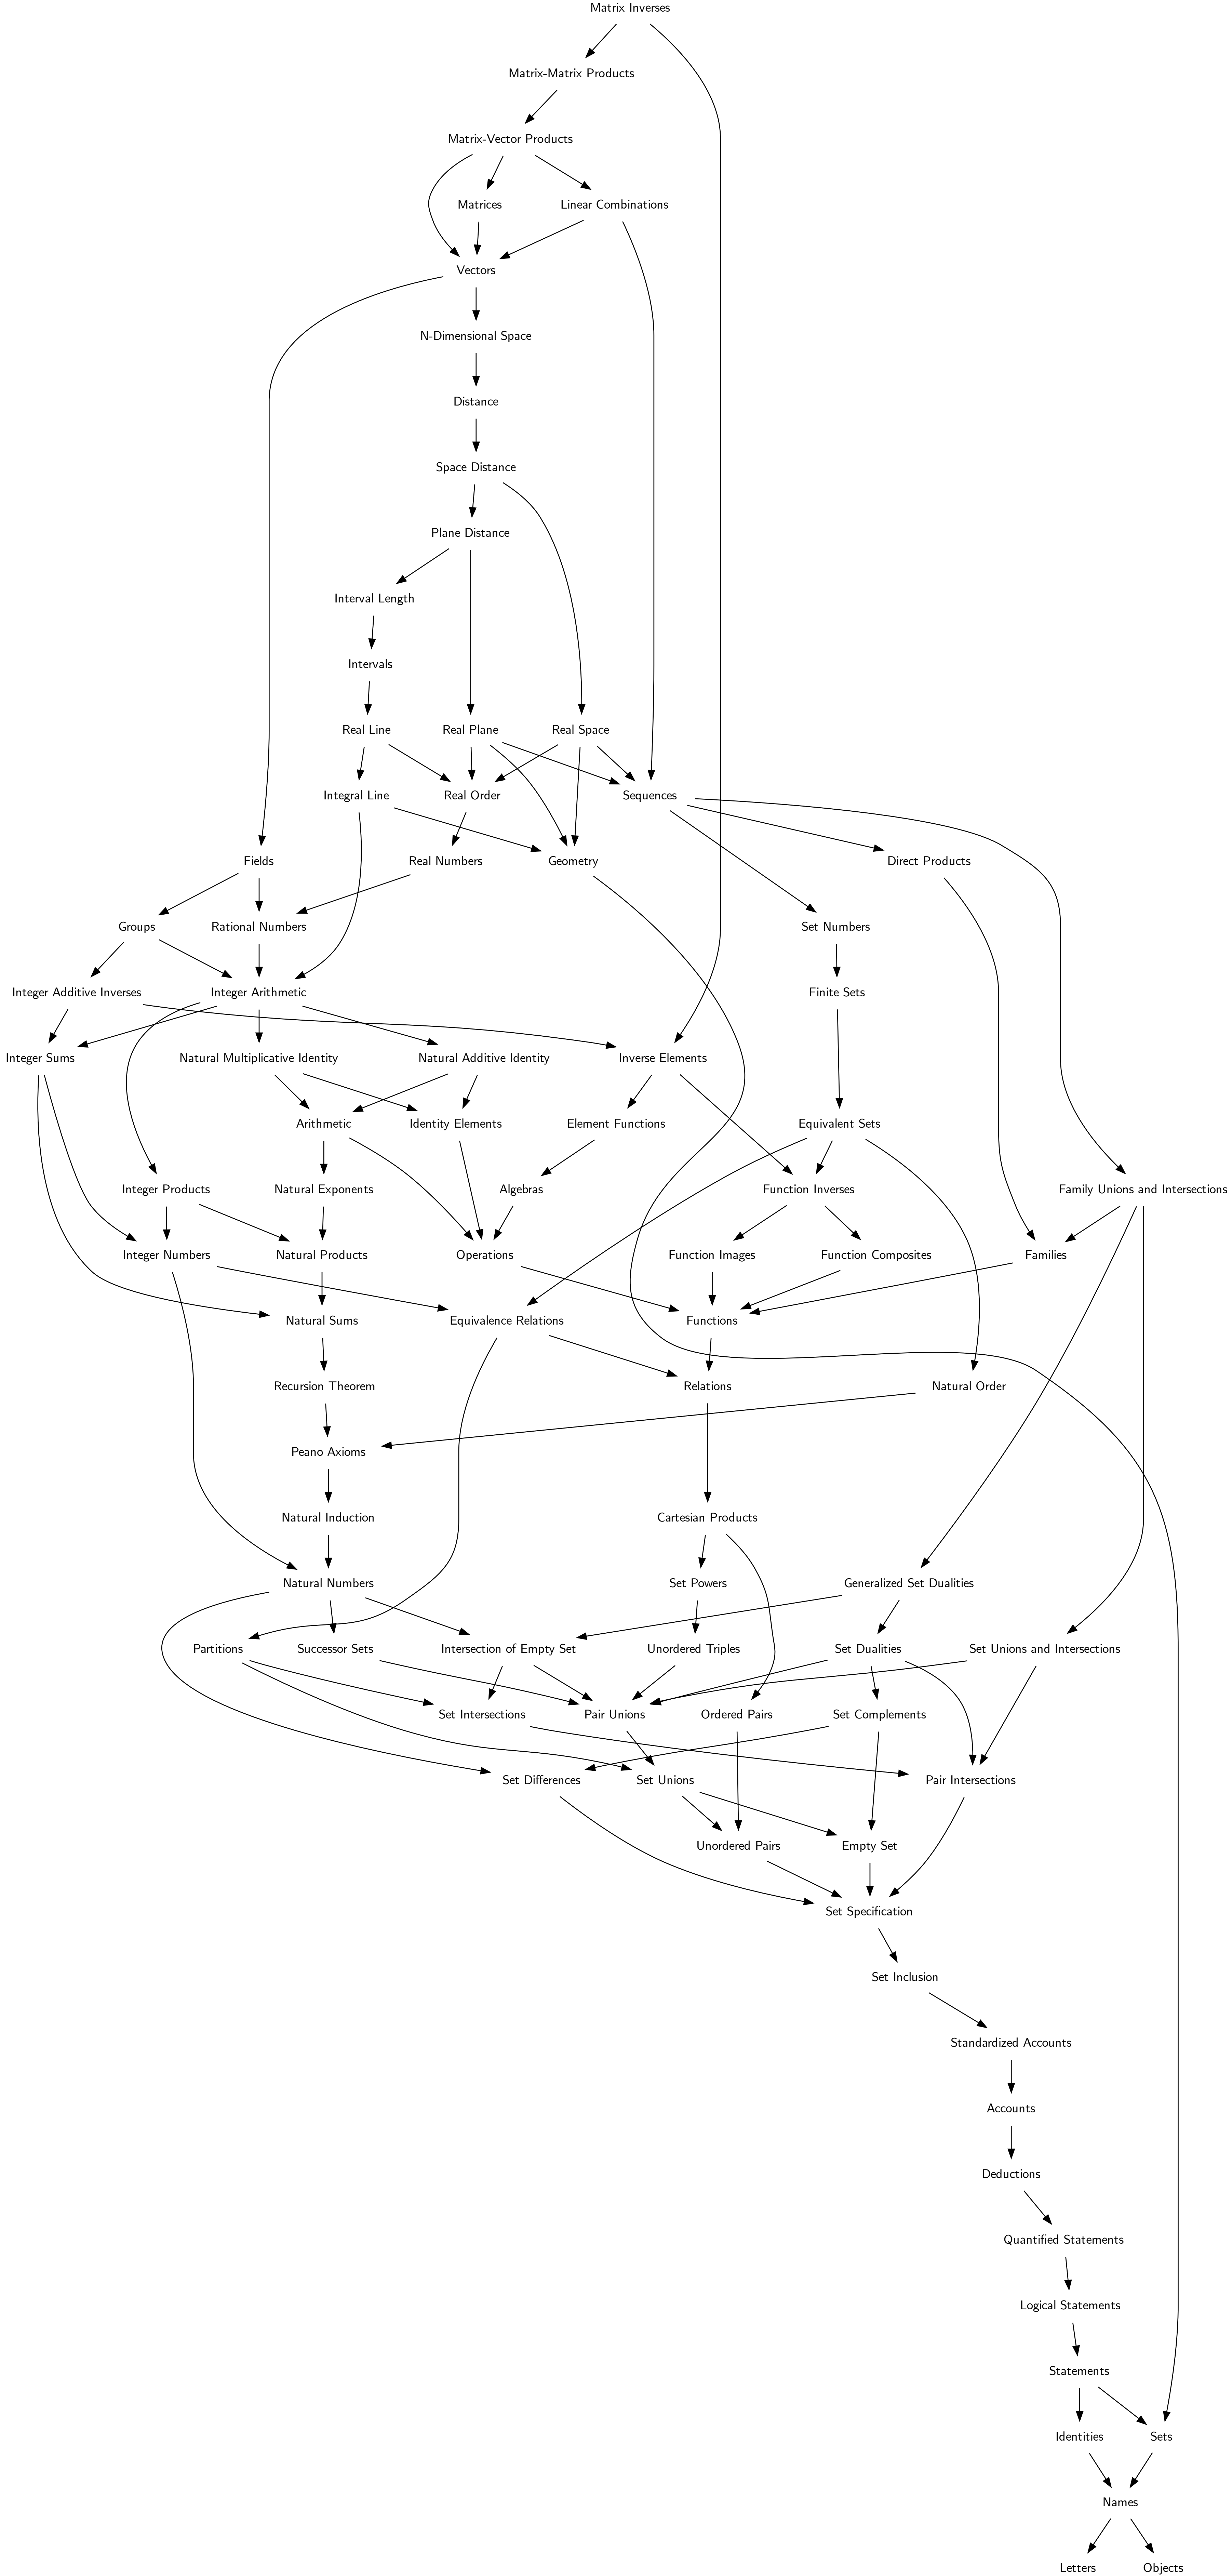 Matrix Inverses
Matrix-Matrix Products
Matrix-Vector Products
Matrices
Linear Combinations
Vectors
N-Dimensional Space
Distance
Space Distance
Plane Distance
Interval Length
Intervals
Real Line
Real Plane
Real Space
Integral Line
Real Order
Sequences
Fields
Real Numbers
Geometry
Direct Products
Groups
Rational Numbers
Set Numbers
Integer Additive Inverses
Integer Arithmetic
Finite Sets
Integer Sums
Natural Multiplicative Identity
Natural Additive Identity
Inverse Elements
Arithmetic
Identity Elements
Element Functions
Equivalent Sets
Integer Products
Natural Exponents
Algebras
Function Inverses
Family Unions and Intersections
Integer Numbers
Natural Products
Operations
Function Images
Function Composites
Families
Natural Sums
Equivalence Relations
Functions
Recursion Theorem
Relations
Natural Order
Peano Axioms
Natural Induction
Cartesian Products
Natural Numbers
Set Powers
Generalized Set Dualities
Partitions
Successor Sets
Intersection of Empty Set
Unordered Triples
Set Dualities
Set Unions and Intersections
Set Intersections
Pair Unions
Ordered Pairs
Set Complements
Set Differences
Set Unions
Pair Intersections
Unordered Pairs
Empty Set
Set Specification
Set Inclusion
Standardized Accounts
Accounts
Deductions
Quantified Statements
Logical Statements
Statements
Identities
Sets
Names
Letters
Objects